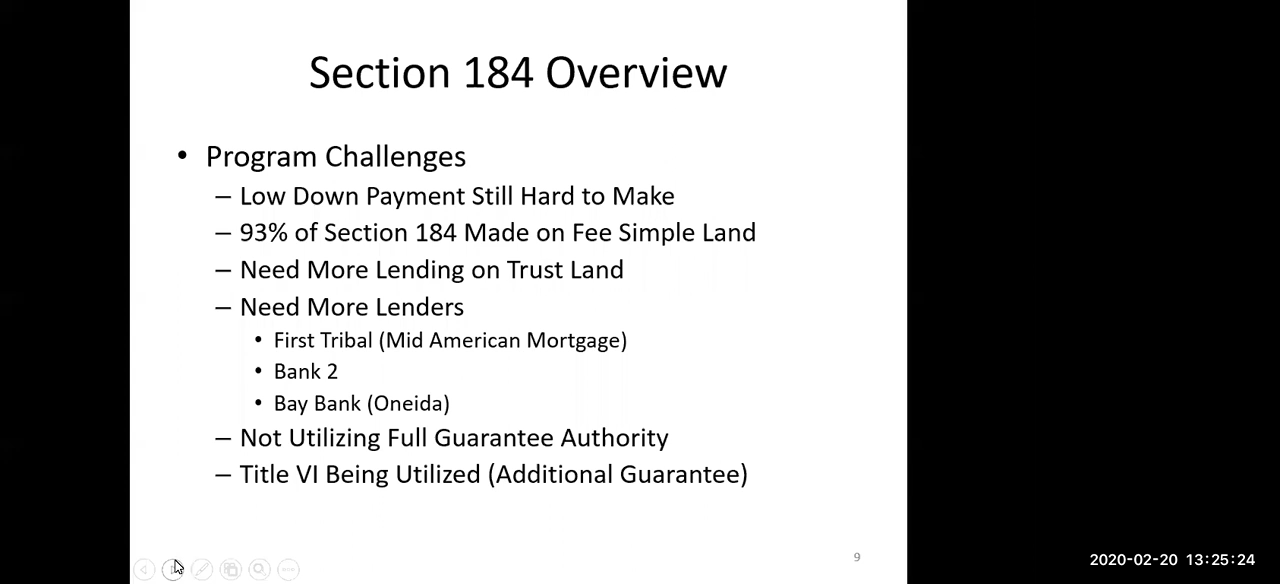 Section 184 Overview
• Program Challenges
– Low Down Payment Still Hard to Make
– 93% of Section 184 Made on Fee Simple Land
– Need More Lending on Trust Land
– Need More Lenders
• First Tribal (Mid American Mortgage)
• Bank 2
• Bay Bank (Oneida)
– Not Utilizing Full Guarantee Authority
– Title VI Being Utilized (Additional Guarantee)
9
2020-02-20 13:25:24